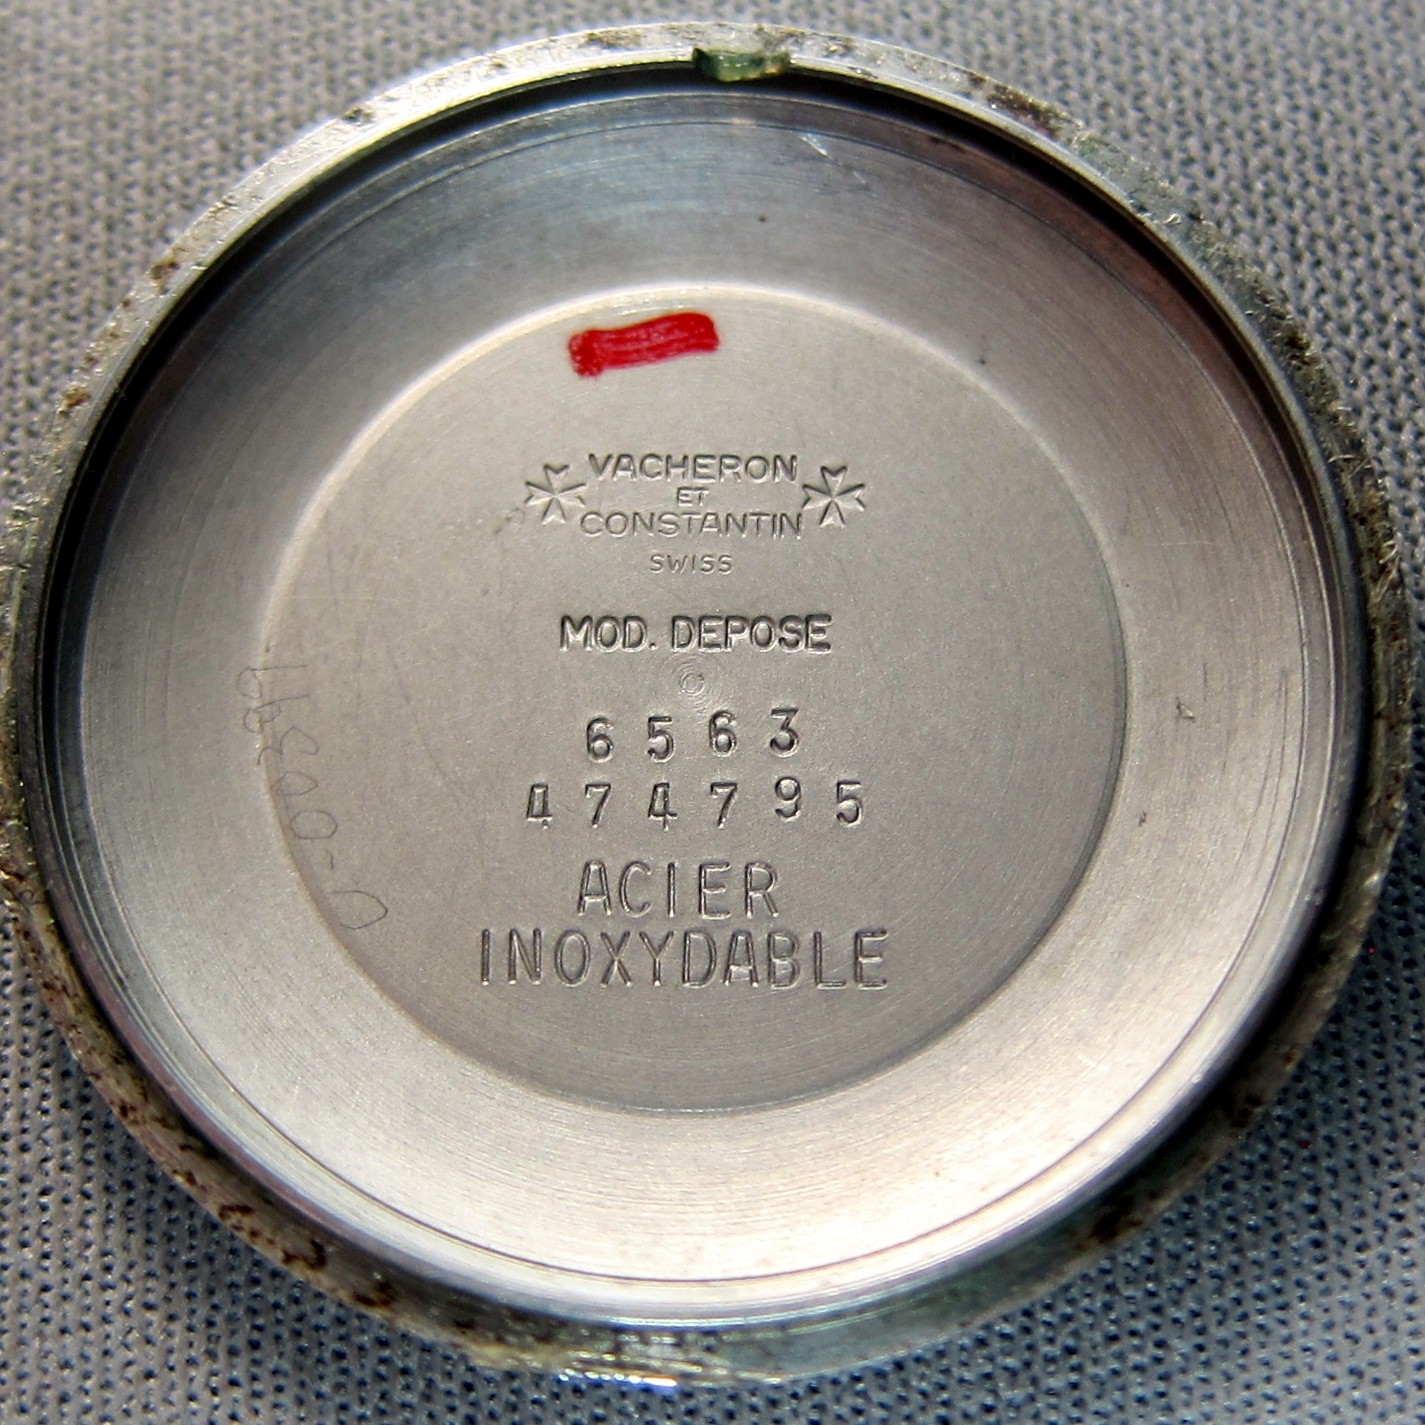 VACHERON
ET
CONSTANTIN
SWISS
MOD. DEPOSE
6563
474795
ACIER
INOXYDABLE